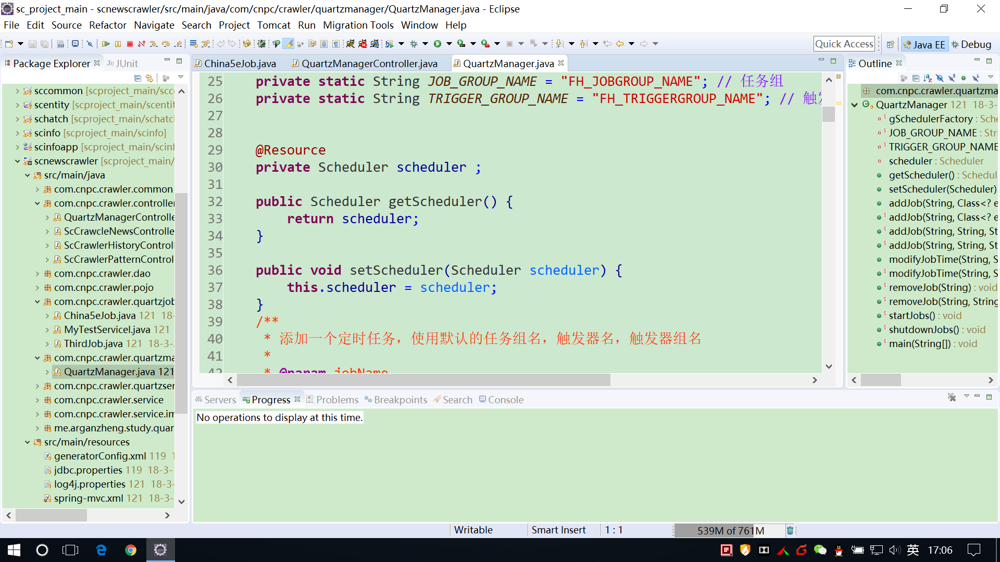 sc_project_main - scnewscrawler/src/main/java/com/cnpc/crawler/quartzmanager/QuartzManager.java - Eclipse
File Edit Source Refactor Navigate Search Project Tomcat Run Migration Tools Window Help
Quick Access
Java EE
Debug
Package Explorer
JUnit
sccommon [scproject_main/scco
scentity [scproject_main/scentit
schatch [scproject_main/schatc
scinfo [scproject_main/scinfo]
scinfoapp [scproject_main/scinf
scnewscrawler [scproject_main/
src/main/java
com.cnpc.crawler.common
com.cnpc.crawler.controller
QuartzManagerControlle
ScCrawcleNewsControlle
ScCrawlerHistoryControl
ScCrawlerPatternControl
com.cnpc.crawler.dao
com.cnpc.crawler.pojo
com.cnpc.crawler.quartzjob
China5eJob.java 121 18-
MyTestServiceI.java 121
ThirdJob.java 121 18-3-
com.cnpc.crawler.quartzma
QuartzManager.java 121
com.cnpc.crawler.quartzser
com.cnpc.crawler.service
com.cnpc.crawler.service.im
me.arganzheng.study.quar
src/main/resources
generatorConfig.xml 119 1
jdbc.properties 119 18-3-
log4j.properties 121 18-3-
spring-mvc.xml 121 18-3-
China5eJob.java
QuartzManagerController.java
QuartzManager.java
25 private static String JOB_GROUP_NAME = "FH_JOBGROUP_NAME"; // 任务组
26 private static String TRIGGER_GROUP_NAME = "FH_TRIGGERGROUP_NAME"; // 触发
27
28
29 @Resource
30 private Scheduler scheduler ;
31
32 public Scheduler getScheduler() {
33 return scheduler;
34 }
35
36 public void setScheduler(Scheduler scheduler) {
37 this.scheduler = scheduler;
38 }
39 /**
40 * 添加一个定时任务，使用默认的任务组名，触发器名，触发器组名
41 *
42 * @param jobName
Outline
com.cnpc.crawler.quartzma
QuartzManager 121 18-3-
gSchedulerFactory : Sche
JOB_GROUP_NAME : Stri
TRIGGER_GROUP_NAME
scheduler : Scheduler
getScheduler() : Schedul
setScheduler(Scheduler)
addJob(String, Class<? e
addJob(String, Class<? e
addJob(String, String, St
addJob(String, String, St
modifyJobTime(String, S
modifyJobTime(String, S
removeJob(String) : void
removeJob(String, String
startJobs() : void
shutdownJobs() : void
main(String[]) : void
Servers Progress Problems Breakpoints Search Console
No operations to display at this time.
Writable Smart Insert 1 : 1 539M of 761M
英 17:06